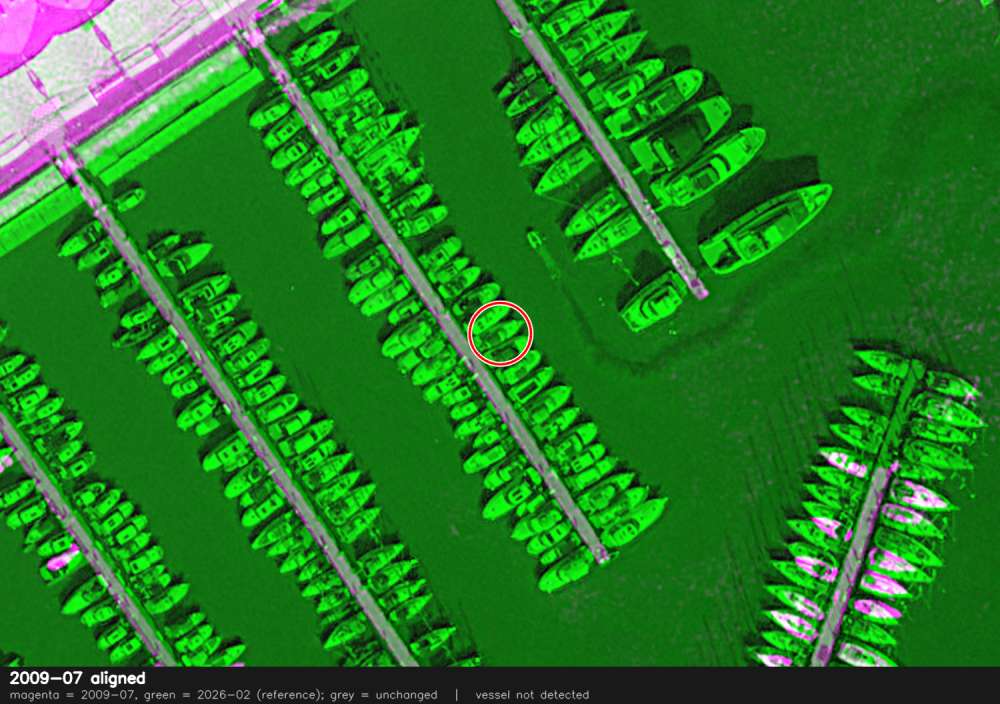 2009-07 aligned
magenta = 2009-07, green = 2026-02 (reference); grey = unchanged | vessel not detected